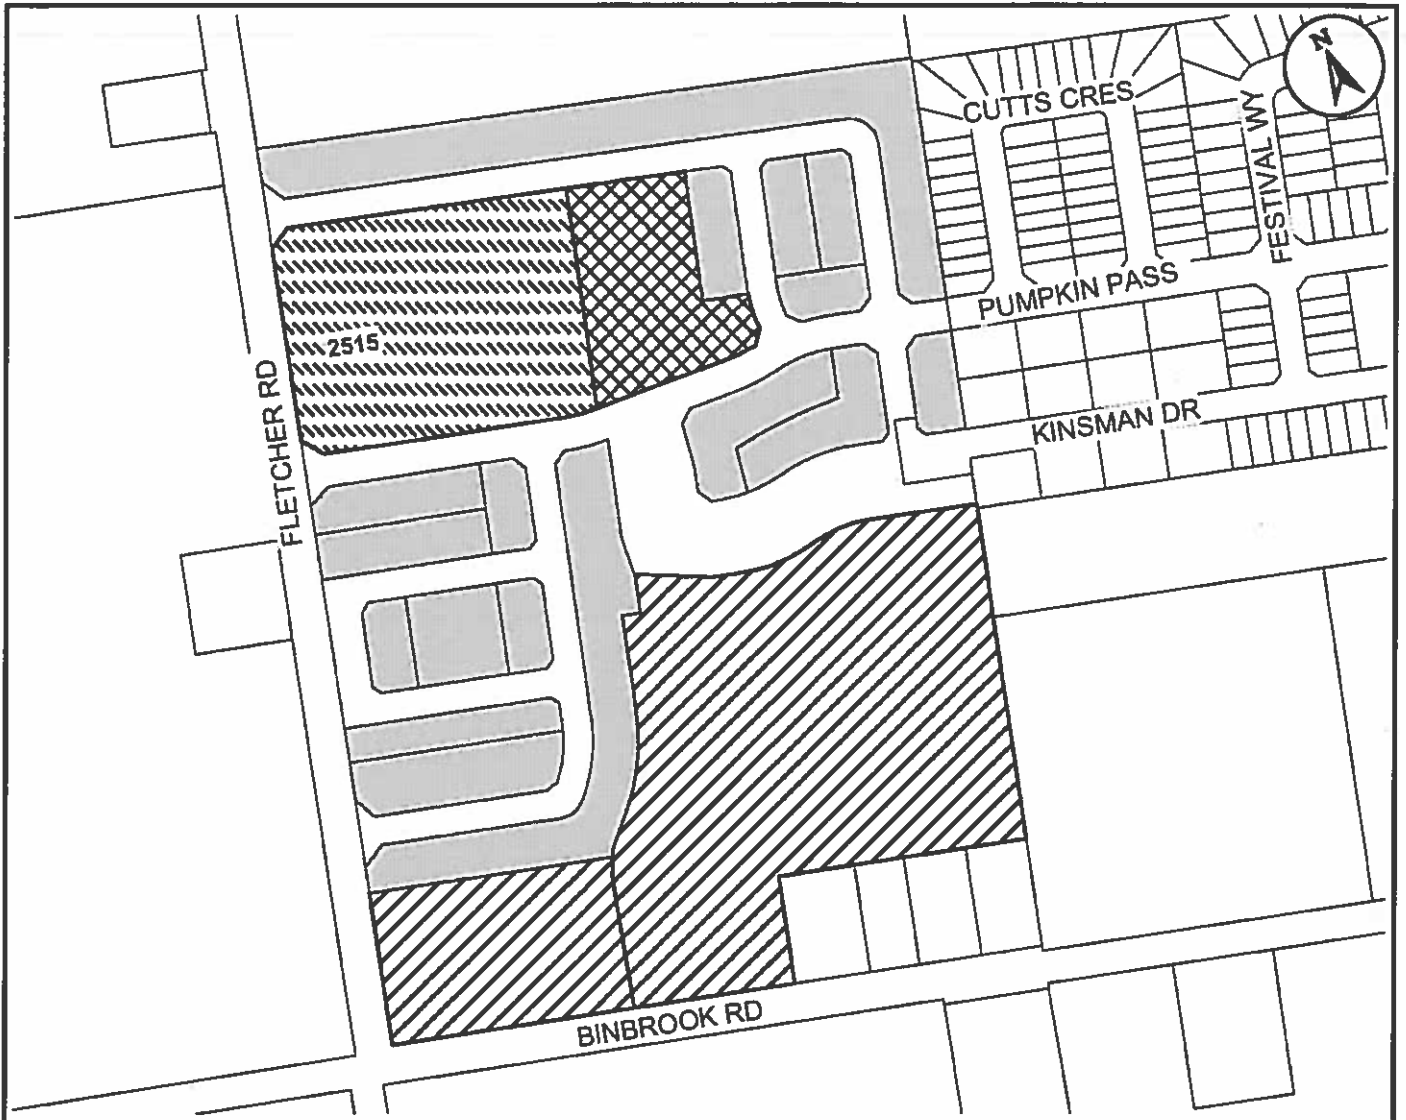 N
CUTTS CRES
FESTIVAL WY
PUMPKIN PASS
2515
FLETCHER RD
KINSMAN DR
BINBROOK RD